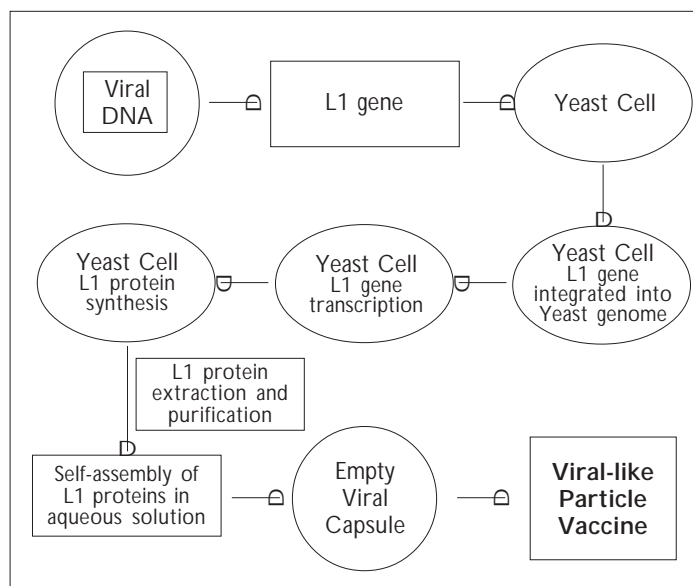 Viral
DNA
L1 gene
Yeast Cell
Yeast Cell
L1 gene
integrated into
Yeast genome
Yeast Cell
L1 gene
transcription
Yeast Cell
L1 protein
synthesis
L1 protein
extraction and
purification
Self-assembly of
L1 proteins in
aqueous solution
Empty
Viral
Capsule
Viral-like
Particle
Vaccine